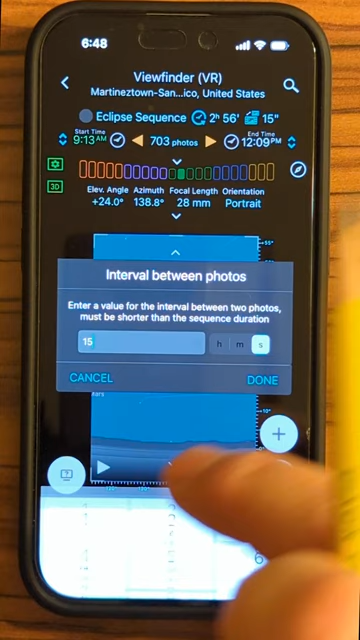 6:48
Viewfinder (VR)
Martineztown-San...ico, United States
Eclipse Sequence 2ʰ 56' 15"
Start Time
9:13AM
703 photos
End Time
12:09PM
3D
Elev. Angle Azimuth Focal Length Orientation
+24.0° 138.8° 28 mm Portrait
Interval between photos
Enter a value for the interval between two photos,
must be shorter than the sequence duration
15 h m s
CANCEL DONE
+10°